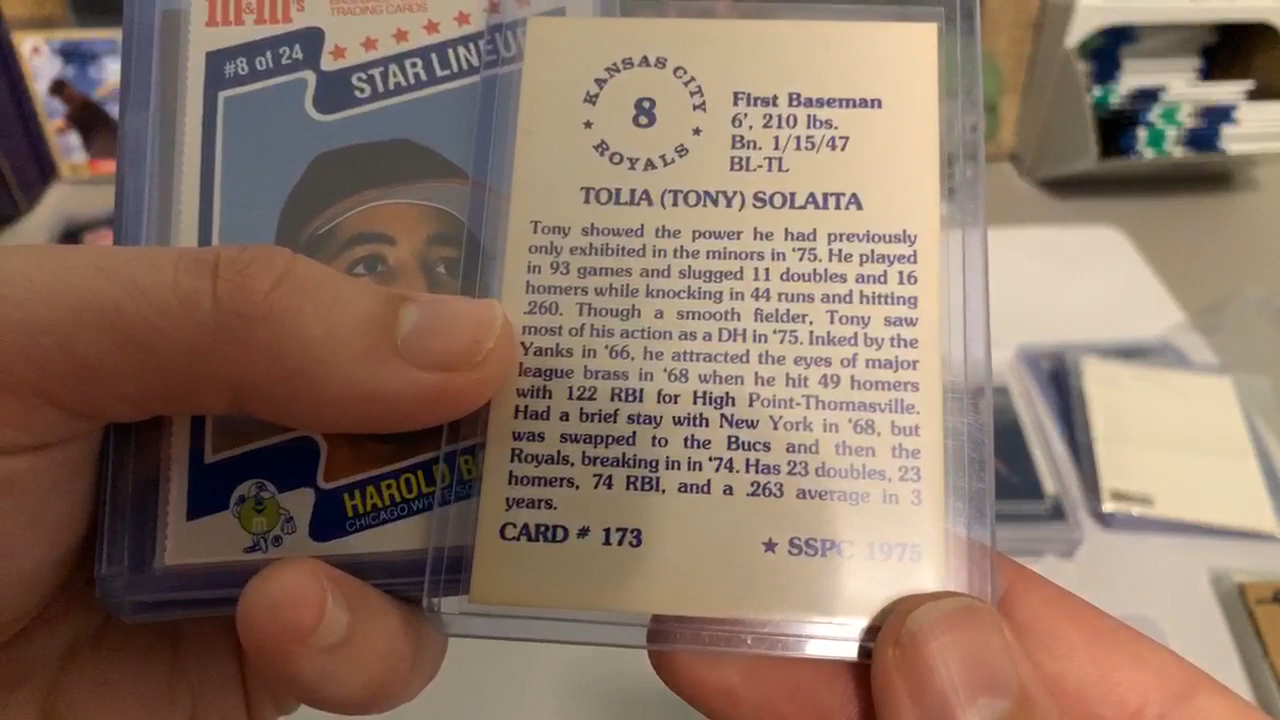 m&m's
TRADING CARDS
#8 of 24
STAR LINEU
HAROLD B
CHICAGO WHITE SO
KANSAS CITY
8
★ ROYALS ★
First Baseman
6', 210 lbs.
Bn. 1/15/47
BL-TL
TOLIA (TONY) SOLAITA
Tony showed the power he had previously
only exhibited in the minors in '75. He played
in 93 games and slugged 11 doubles and 16
homers while knocking in 44 runs and hitting
.260. Though a smooth fielder, Tony saw
most of his action as a DH in '75. Inked by the
Yanks in '66, he attracted the eyes of major
league brass in '68 when he hit 49 homers
with 122 RBI for High Point-Thomasville.
Had a brief stay with New York in '68, but
was swapped to the Bucs and then the
Royals, breaking in in '74. Has 23 doubles, 23
homers, 74 RBI, and a .263 average in 3
years.
CARD # 173
★ SSPC 1975